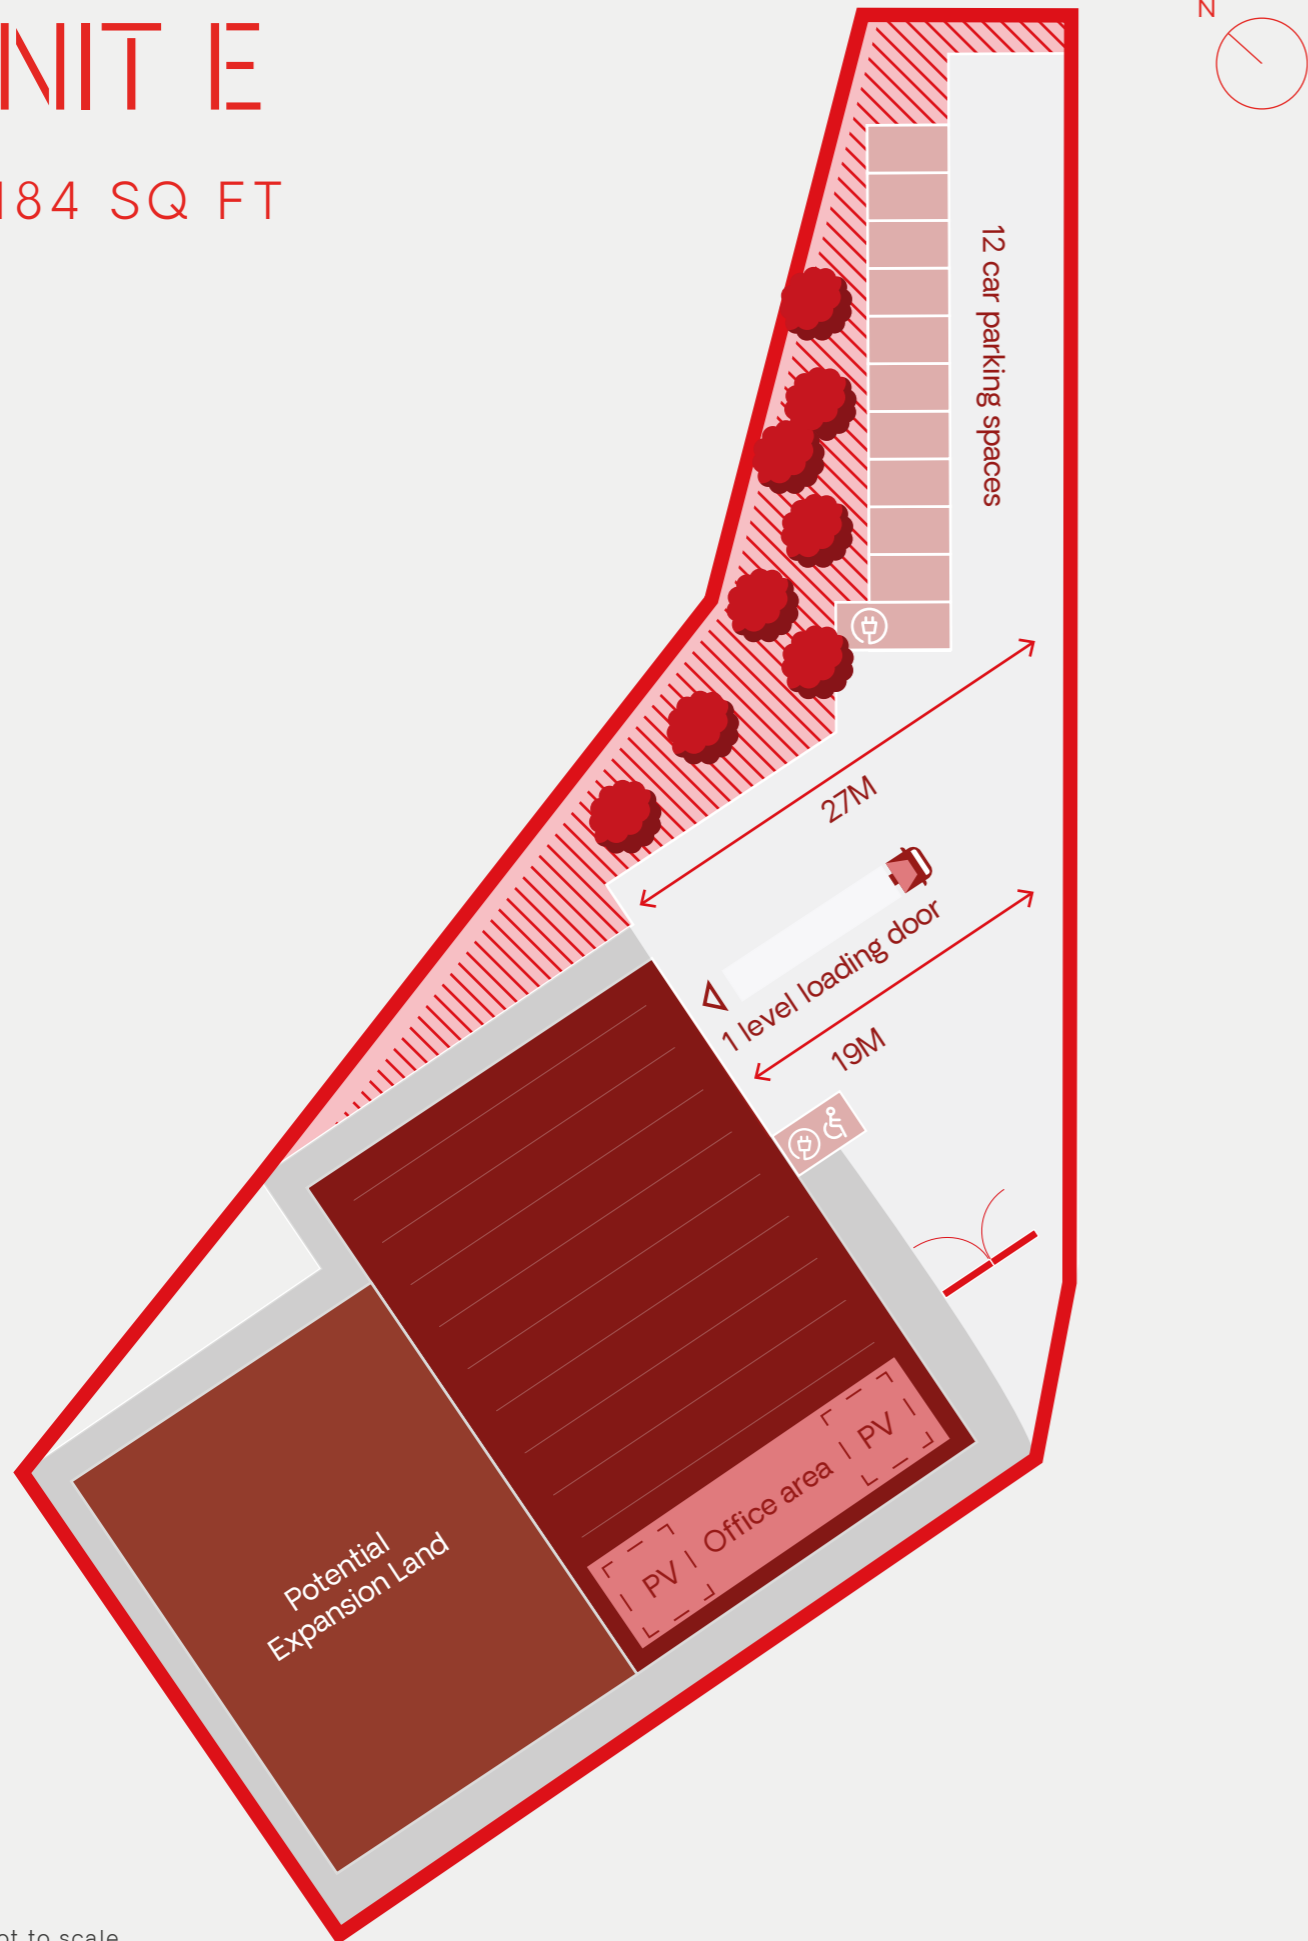 NIT E
184 SQ FT
N
12 car parking spaces
27M
1 level loading door
19M
PV
Office area
PV
Potential
Expansion Land
ot to scale